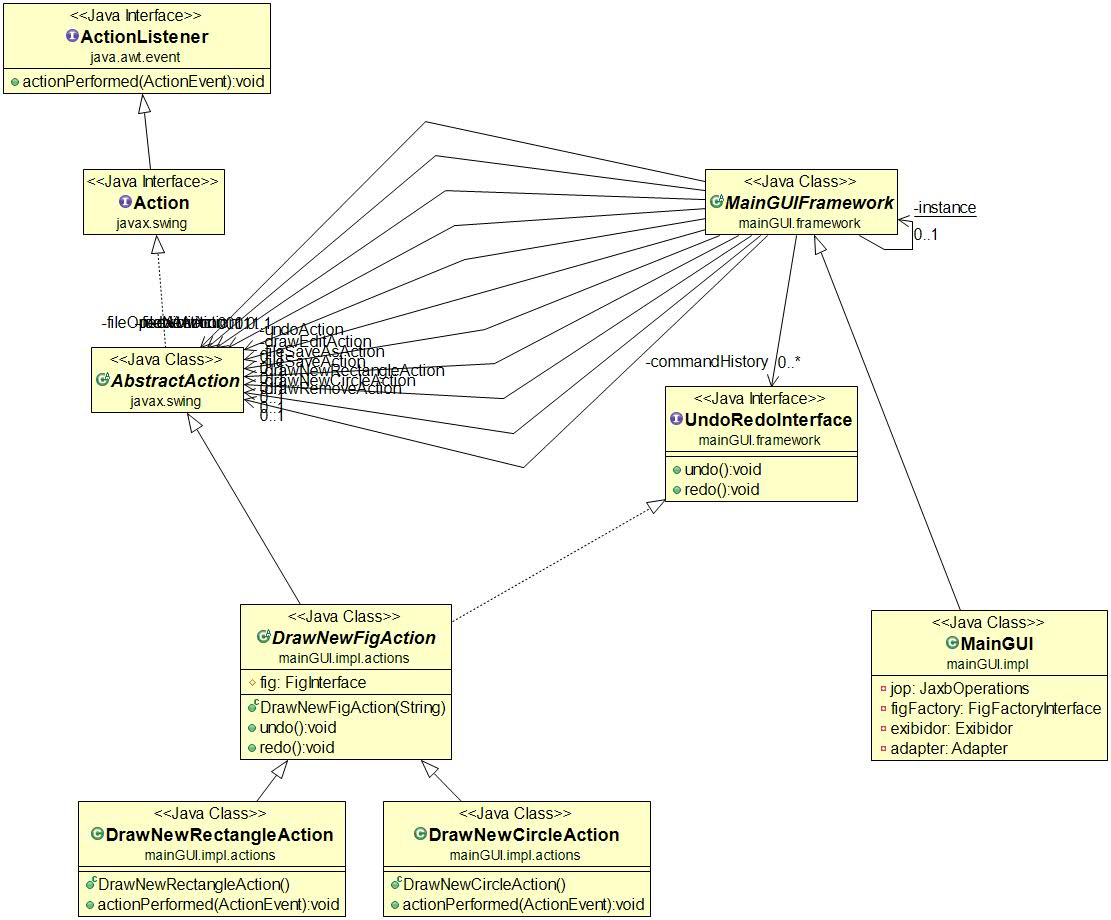 <<Java Interface>>
ActionListener
java.awt.event
actionPerformed(ActionEvent):void
<<Java Interface>>
Action
javax.swing
<<Java Class>>
MainGUIFramework
mainGUI.framework
-instance
0..1
-undoAction
-drawEditAction
-fileSaveAsAction
-fileSaveAction
-drawNewRectangleAction
-drawNewCircleAction
-drawRemoveAction
0..1
<<Java Class>>
AbstractAction
javax.swing
-commandHistory
0..*
<<Java Interface>>
UndoRedoInterface
mainGUI.framework
undo():void
redo():void
<<Java Class>>
DrawNewFigAction
mainGUI.impl.actions
fig: FigInterface
DrawNewFigAction(String)
undo():void
redo():void
<<Java Class>>
MainGUI
mainGUI.impl
jop: JaxbOperations
figFactory: FigFactoryInterface
exibidor: Exibidor
adapter: Adapter
<<Java Class>>
DrawNewRectangleAction
mainGUI.impl.actions
DrawNewRectangleAction()
actionPerformed(ActionEvent):void
<<Java Class>>
DrawNewCircleAction
mainGUI.impl.actions
DrawNewCircleAction()
actionPerformed(ActionEvent):void